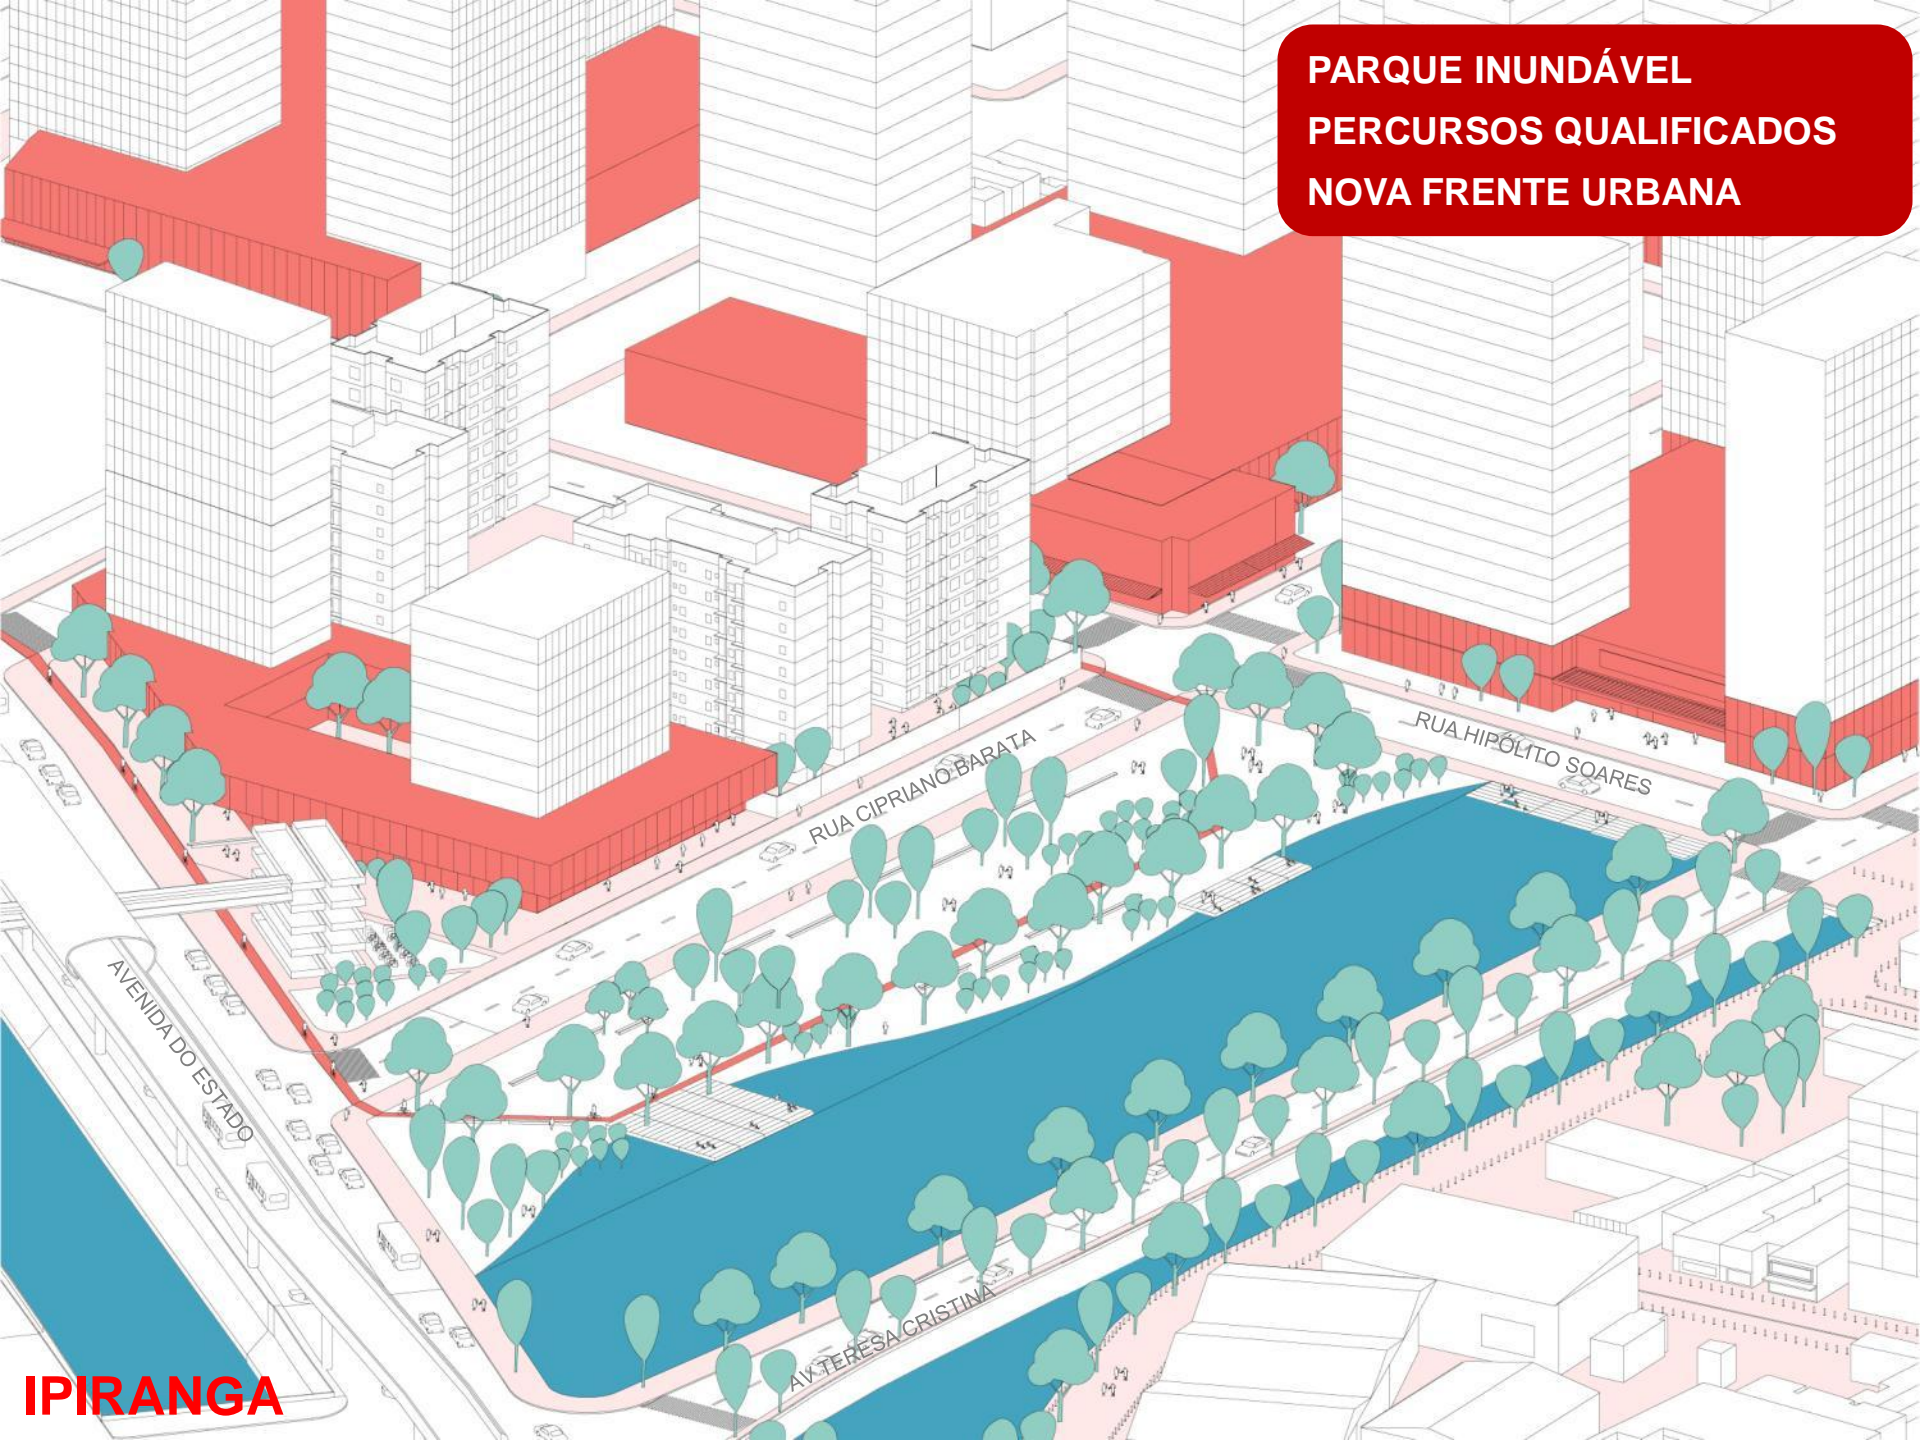 PARQUE INUNDÁVEL
PERCURSOS QUALIFICADOS
NOVA FRENTE URBANA
RUA HIPÓLITO SOARES
RUA CIPRIANO BARATA
AVENIDA DO ESTADO
AV. TERESA CRISTINA
IPIRANGA